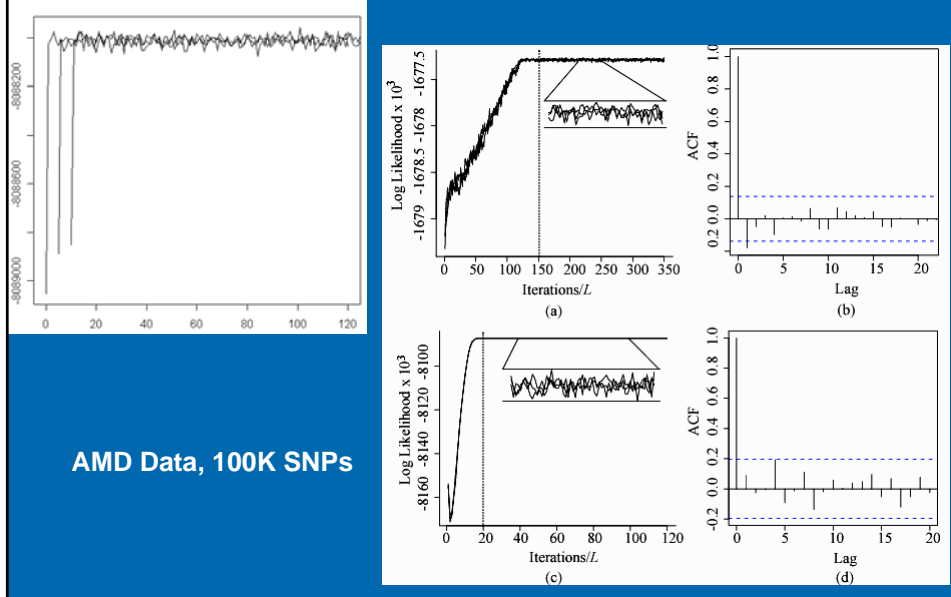 -8088200
-8088600
-8089000
0 20 40 60 80 100 120
AMD Data, 100K SNPs
Log Likelihood x 10³
-1677.5
-1678
-1678.5
-1679
0 50 100 150 200 250 300 350
Iterations/L
(a)
ACF
1.0
0.8
0.4
0.2
0.0
0.2
0 5 10 15 20
Lag
(b)
Log Likelihood x 10³
-8100
-8120
-8140
-8160
0 20 40 60 80 100 120
Iterations/L
(c)
ACF
1.0
0.8
0.6
0.4
0.2
0.0
-0.2
0 5 10 15 20
Lag
(d)